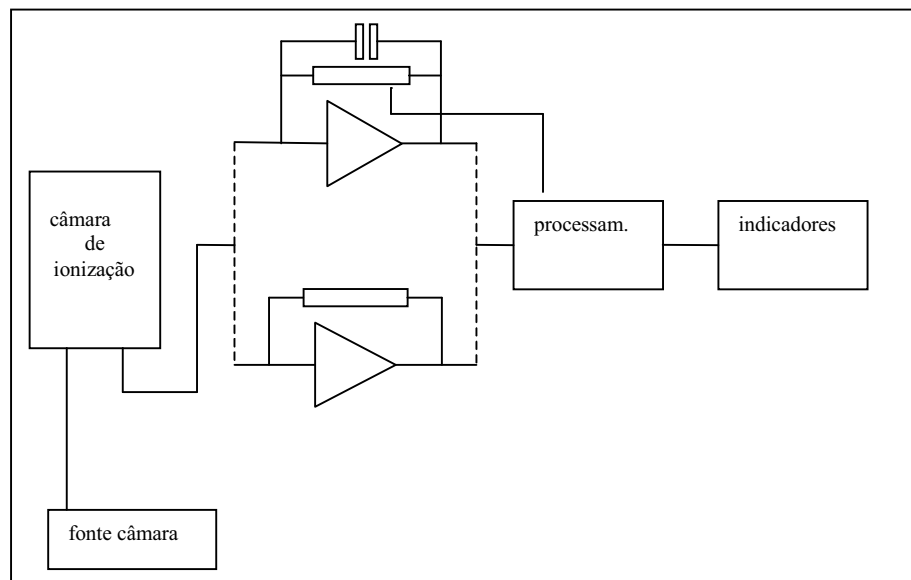 câmara
de
ionização
processam.
indicadores
fonte câmara